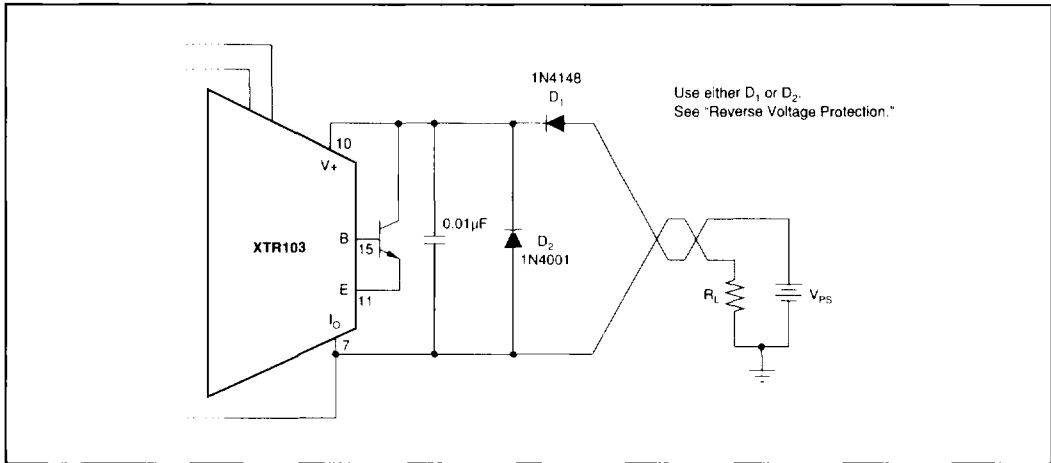 1N4148
D1
Use either D1 or D2.
See "Reverse Voltage Protection."
10
V+
0.01µF
XTR103
B
15
D2
1N4001
E
11
RL
VPS
IO
7